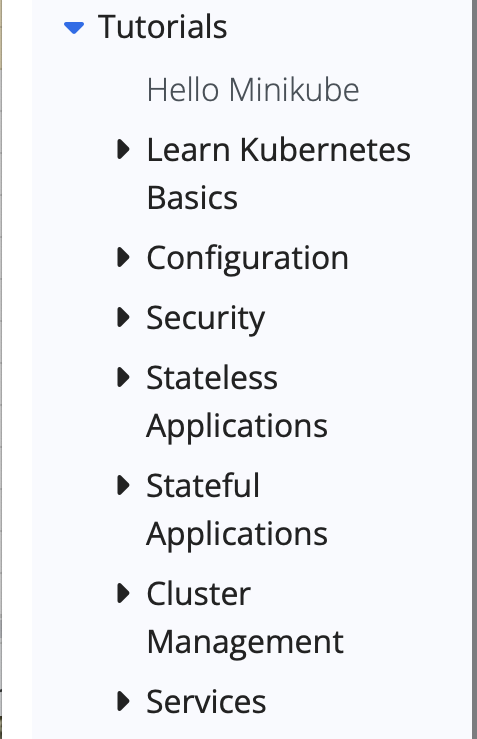 Tutorials
Hello Minikube
Learn Kubernetes
Basics
Configuration
Security
Stateless
Applications
Stateful
Applications
Cluster
Management
Services